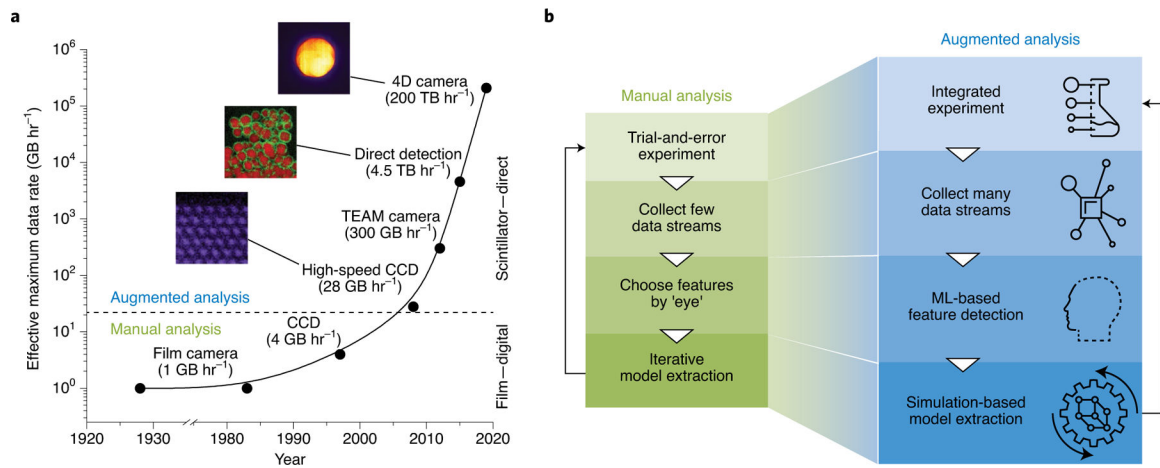 a
Effective maximum data rate (GB hr⁻¹)
10⁶
10⁵
10⁴
10³
10²
10¹
10⁰
4D camera
(200 TB hr⁻¹)
Direct detection
(4.5 TB hr⁻¹)
TEAM camera
(300 GB hr⁻¹)
High-speed CCD
(28 GB hr⁻¹)
Augmented analysis
Manual analysis
CCD
(4 GB hr⁻¹)
Film camera
(1 GB hr⁻¹)
Scintillator—direct
Film—digital
1920 1930 1980 1990 2000 2010 2020
Year
b
Manual analysis
Trial-and-error
experiment
Collect few
data streams
Choose features
by 'eye'
Iterative
model extraction
Augmented analysis
Integrated
experiment
Collect many
data streams
ML-based
feature detection
Simulation-based
model extraction